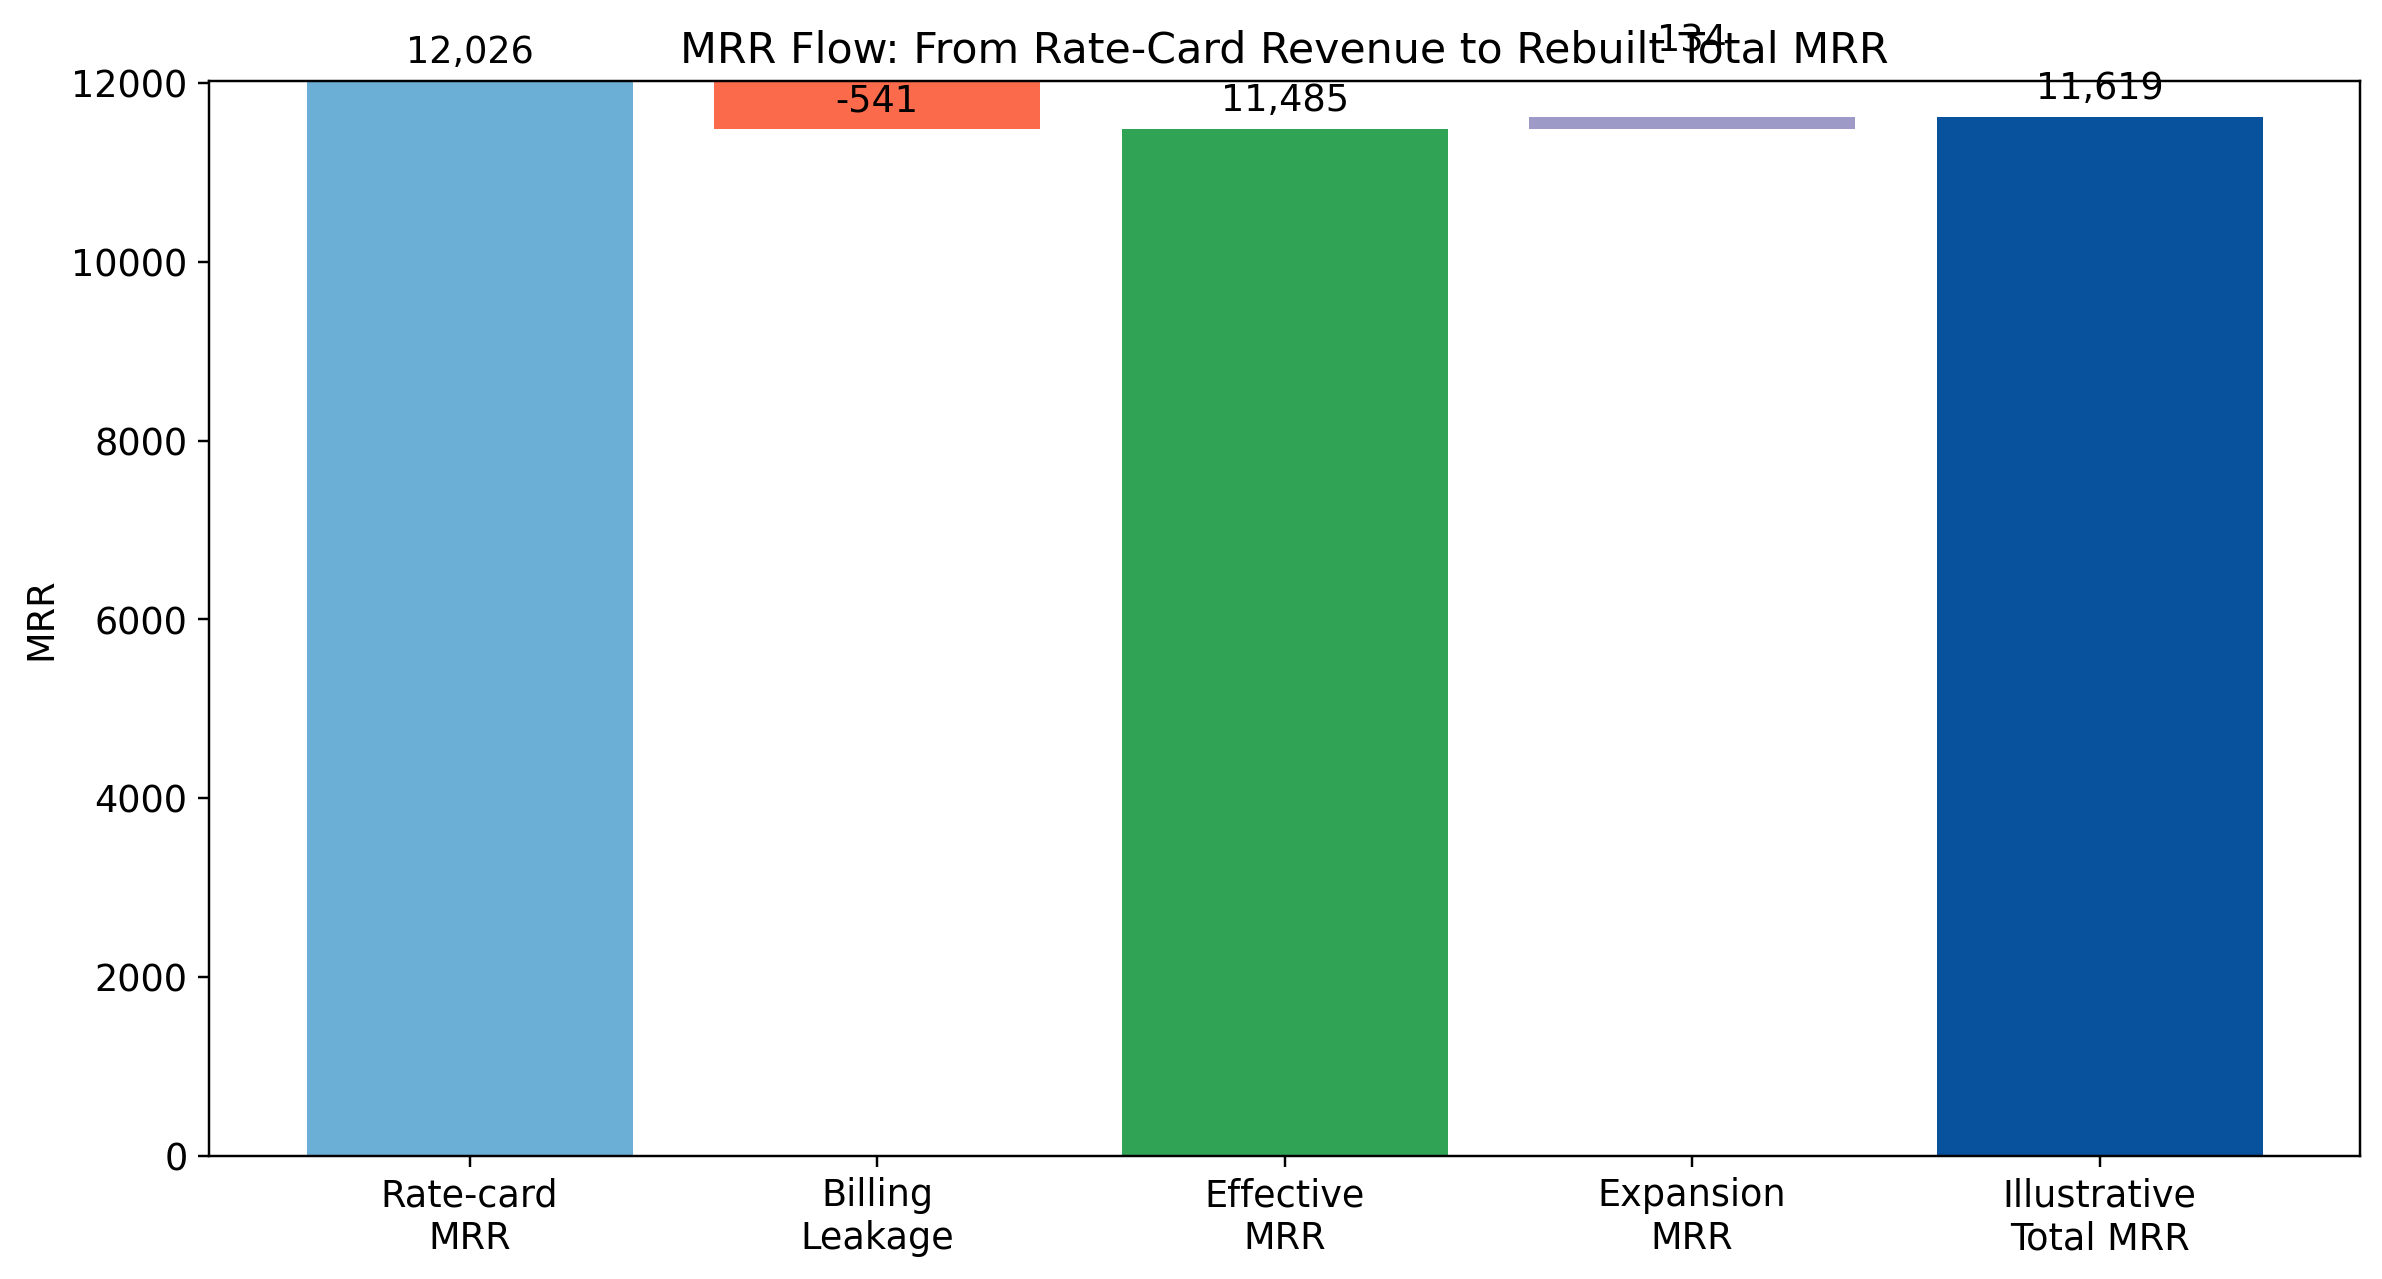 MRR Flow: From Rate-Card Revenue to Rebuilt Total MRR
12,026
-541
11,485
134
11,619
MRR
12000
10000
8000
6000
4000
2000
0
Rate-card
MRR
Billing
Leakage
Effective
MRR
Expansion
MRR
Illustrative
Total MRR